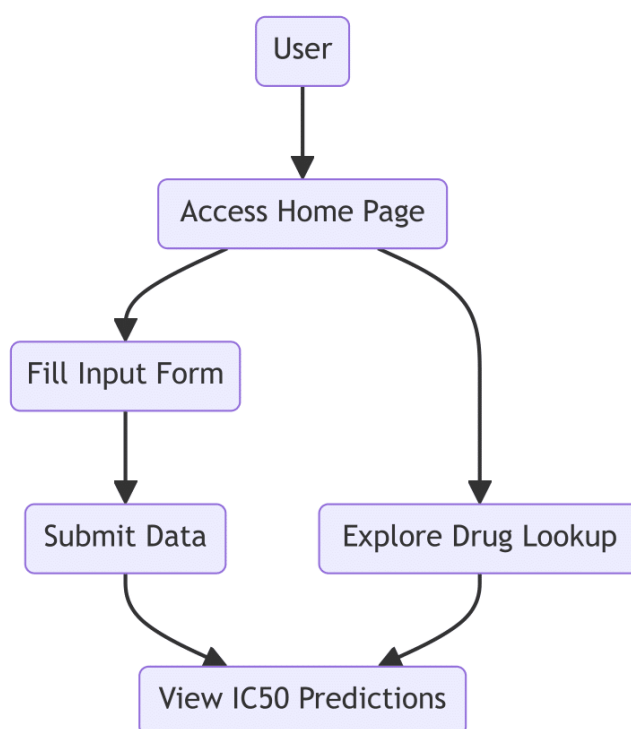 User
Access Home Page
Fill Input Form
Submit Data
Explore Drug Lookup
View IC50 Predictions